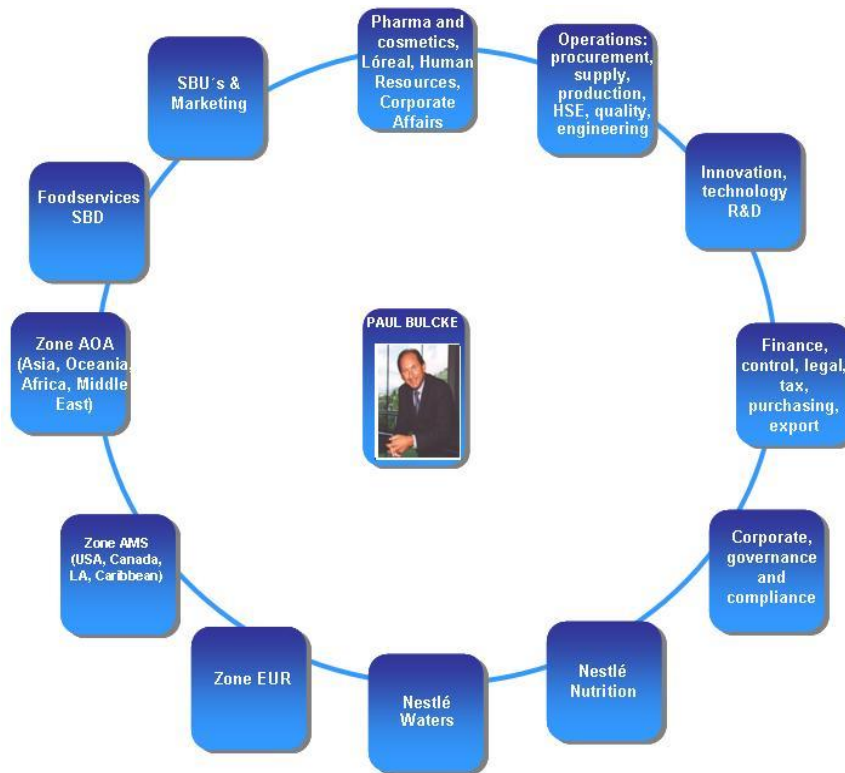 Pharma and
cosmetics,
Lóreal, Human
Resources,
Corporate
Affairs
Operations:
procurement,
supply,
production,
HSE, quality,
engineering
Innovation,
technology
R&D
Finance,
control, legal,
tax,
purchasing,
export
Corporate,
governance
and
compliance
Nestlé
Nutrition
Nestlé
Waters
Zone EUR
Zone AMS
(USA, Canada,
LA, Caribbean)
Zone AOA
(Asia, Oceania,
Africa, Middle
East)
Foodservices
SBD
SBU´s &
Marketing
PAUL BULCKE